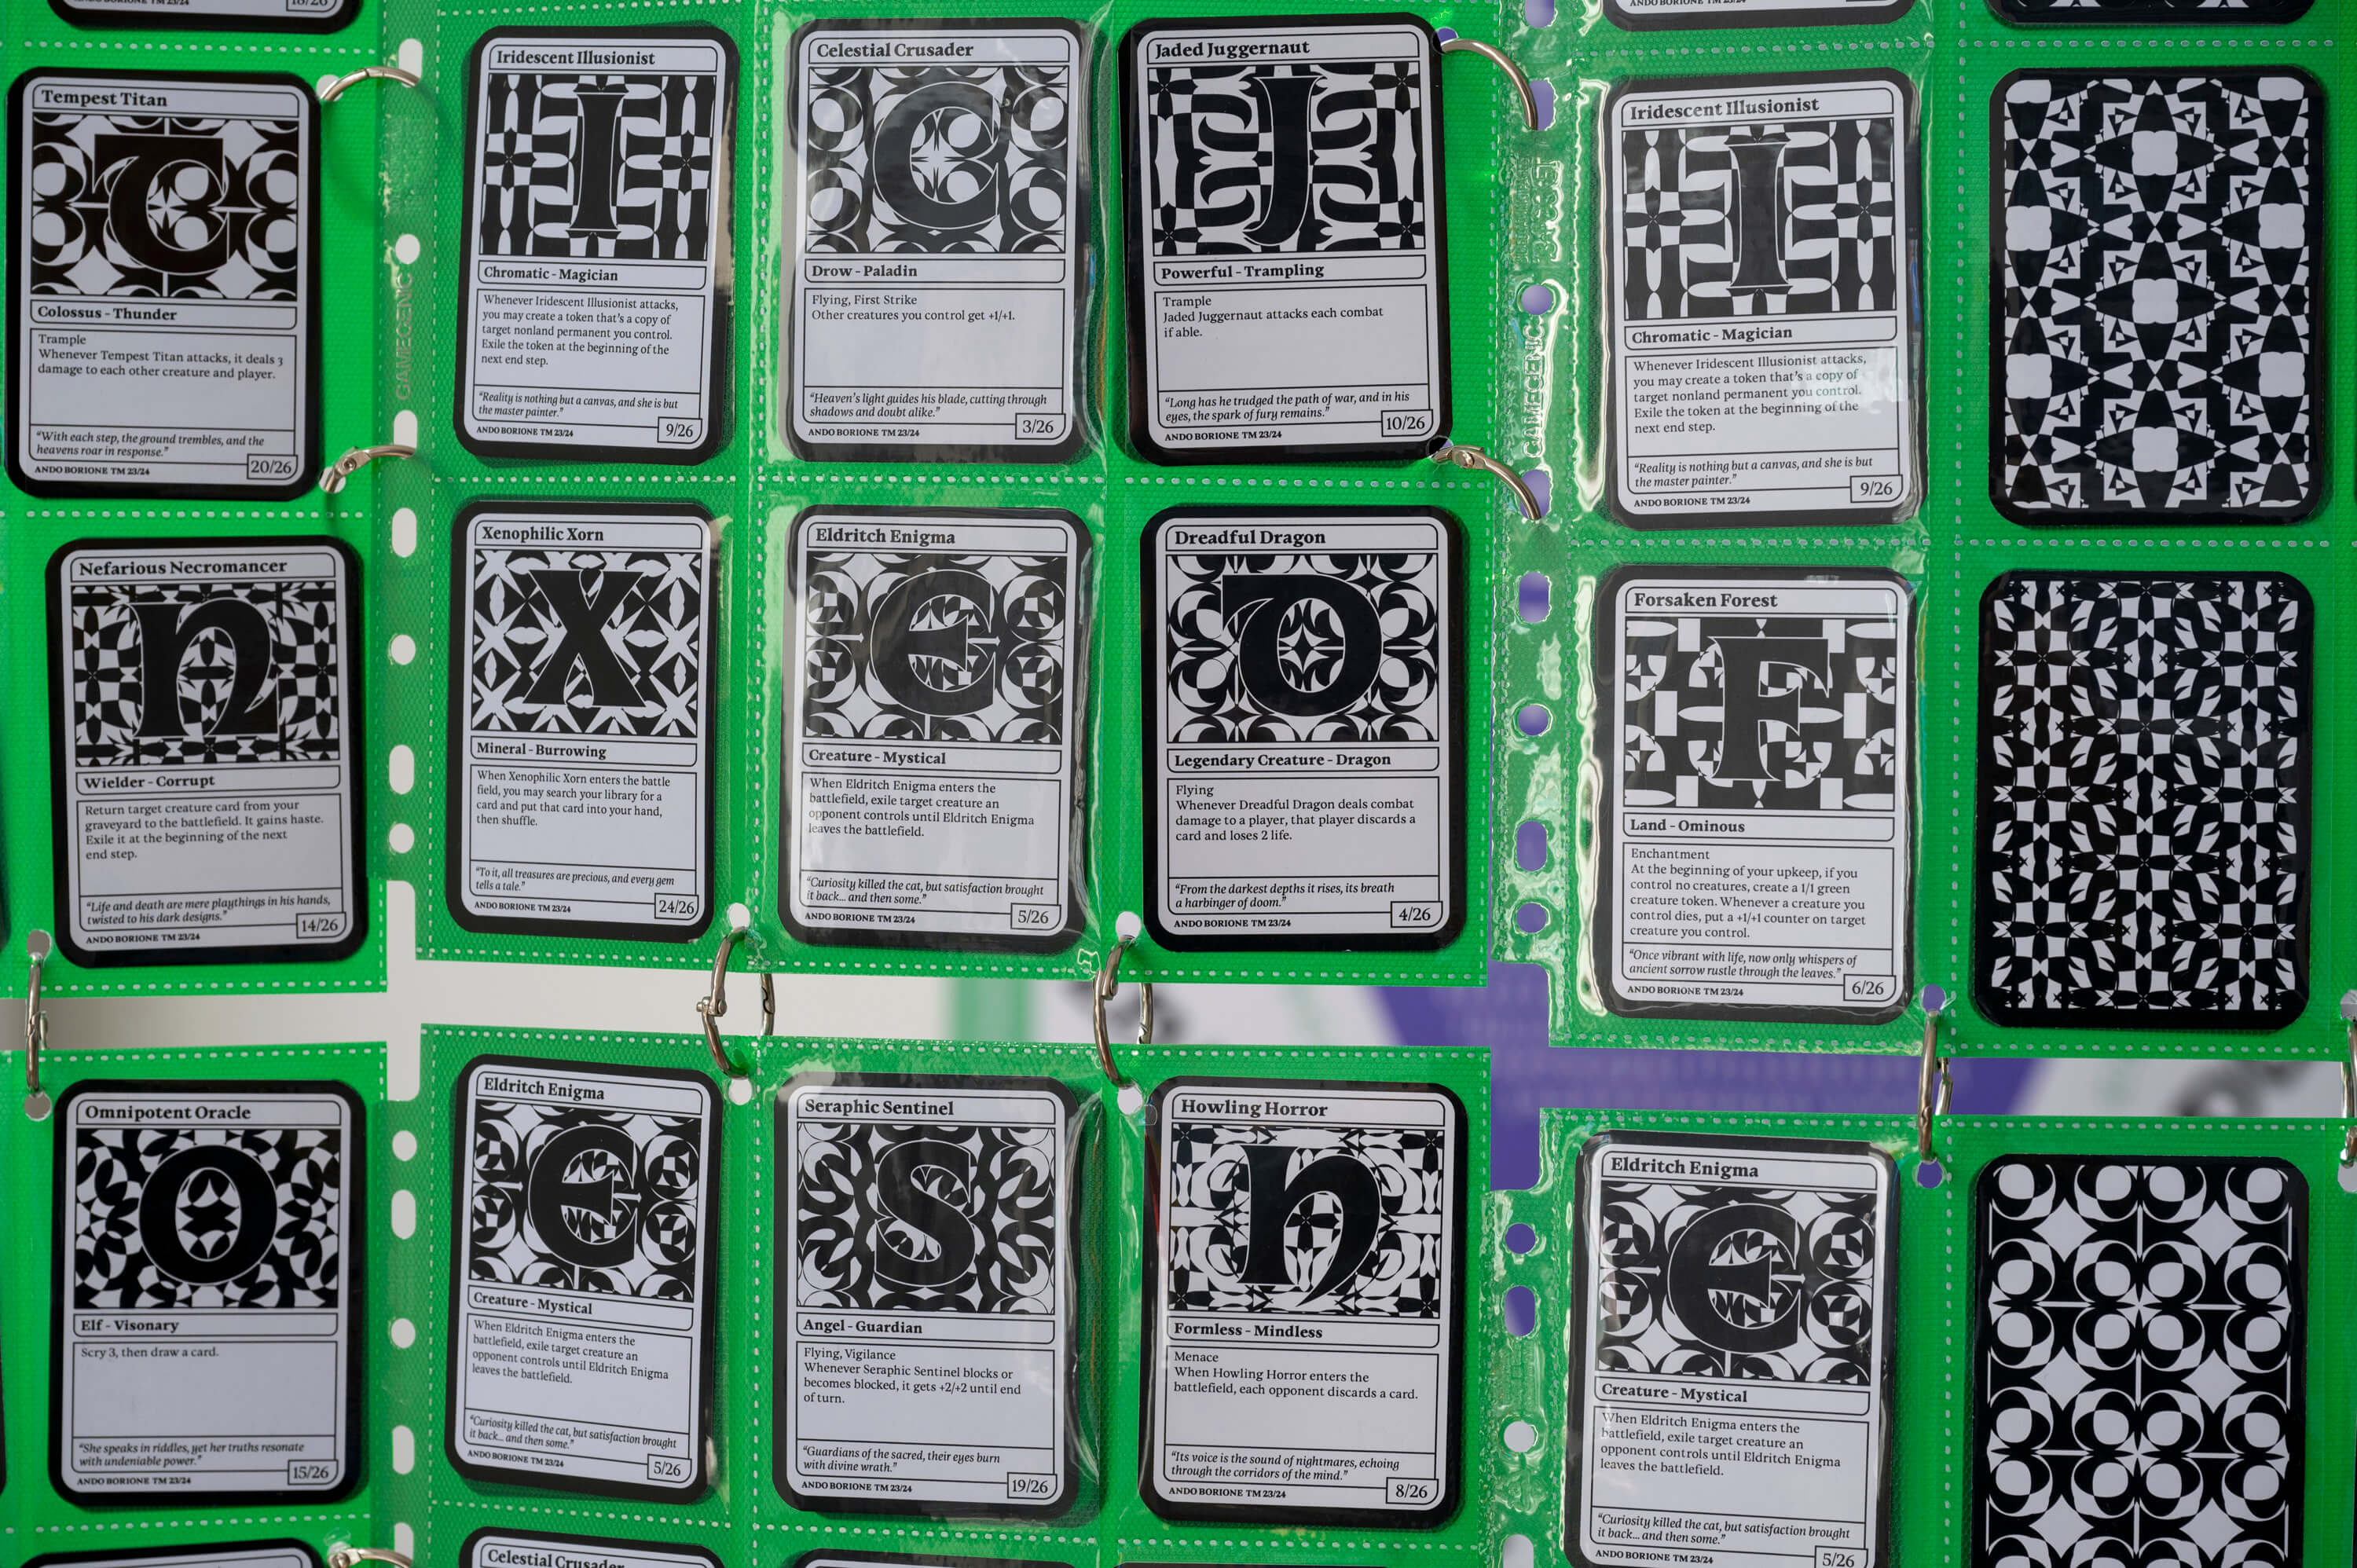 18/26
ANDO BORIONE TM 23/24
Tempest Titan
T
Colossus - Thunder
Trample
Whenever Tempest Titan attacks, it deals 3
damage to each other creature and player.
"With each step, the ground trembles, and the
heavens roar in response."
ANDO BORIONE TM 23/24
20/26
Nefarious Necromancer
n
Wielder - Corrupt
Return target creature card from your
graveyard to the battlefield. It gains haste.
Exile it at the beginning of the next
end step.
"Life and death are mere playthings in his hands,
twisted to his dark designs."
ANDO BORIONE TM 23/24
14/26
Omnipotent Oracle
O
Elf - Visonary
Scry 3, then draw a card.
"She speaks in riddles, yet her truths resonate
with undeniable power."
ANDO BORIONE TM 23/24
15/26
GAMEGENIC
Iridescent Illusionist
I
Chromatic - Magician
Whenever Iridescent Illusionist attacks,
you may create a token that's a copy of
target nonland permanent you control.
Exile the token at the beginning of the
next end step.
"Reality is nothing but a canvas, and she is but
the master painter."
ANDO BORIONE TM 23/24
9/26
Celestial Crusader
C
Drow - Paladin
Flying, First Strike
Other creatures you control get +1/+1.
"Heaven's light guides his blade, cutting through
shadows and doubt alike."
ANDO BORIONE TM 23/24
3/26
Jaded Juggernaut
J
Powerful - Trampling
Trample
Jaded Juggernaut attacks each combat
if able.
"Long has he trudged the path of war, and in his
eyes, the spark of fury remains."
ANDO BORIONE TM 23/24
10/26
Xenophilic Xorn
X
Mineral - Burrowing
When Xenophilic Xorn enters the battle
field, you may search your library for a
card and put that card into your hand,
then shuffle.
"To it, all treasures are precious, and every gem
tells a tale."
ANDO BORIONE TM 23/24
24/26
Eldritch Enigma
e
Creature - Mystical
When Eldritch Enigma enters the
battlefield, exile target creature an
opponent controls until Eldritch Enigma
leaves the battlefield.
"Curiosity killed the cat, but satisfaction brought
it back... and then some."
ANDO BORIONE TM 23/24
5/26
Dreadful Dragon
D
Legendary Creature - Dragon
Flying
Whenever Dreadful Dragon deals combat
damage to a player, that player discards a
card and loses 2 life.
"From the darkest depths it rises, its breath
a harbinger of doom."
ANDO BORIONE TM 23/24
4/26
Eldritch Enigma
e
Creature - Mystical
When Eldritch Enigma enters the
battlefield, exile target creature an
opponent controls until Eldritch Enigma
leaves the battlefield.
"Curiosity killed the cat, but satisfaction brought
it back... and then some."
ANDO BORIONE TM 23/24
5/26
Seraphic Sentinel
S
Angel - Guardian
Flying, Vigilance
Whenever Seraphic Sentinel blocks or
becomes blocked, it gets +2/+2 until end
of turn.
"Guardians of the sacred, their eyes burn
with divine wrath."
ANDO BORIONE TM 23/24
19/26
Howling Horror
h
Formless - Mindless
Menace
When Howling Horror enters the
battlefield, each opponent discards a card.
"Its voice is the sound of nightmares, echoing
through the corridors of the mind."
ANDO BORIONE TM 23/24
8/26
Celestial Crusader
GAMEGENIC
ANDO BORIONE TM 23/24
Iridescent Illusionist
I
Chromatic - Magician
Whenever Iridescent Illusionist attacks,
you may create a token that's a copy of
target nonland permanent you control.
Exile the token at the beginning of the
next end step.
"Reality is nothing but a canvas, and she is but
the master painter."
ANDO BORIONE TM 23/24
9/26
Forsaken Forest
F
Land - Ominous
Enchantment
At the beginning of your upkeep, if you
control no creatures, create a 1/1 green
creature token. Whenever a creature you
control dies, put a +1/+1 counter on target
creature you control.
"Once vibrant with life, now only whispers of
ancient sorrow rustle through the leaves."
ANDO BORIONE TM 23/24
6/26
Eldritch Enigma
e
Creature - Mystical
When Eldritch Enigma enters the
battlefield, exile target creature an
opponent controls until Eldritch Enigma
leaves the battlefield.
"Curiosity killed the cat, but satisfaction brought
it back... and then some."
ANDO BORIONE TM 23/24
5/26